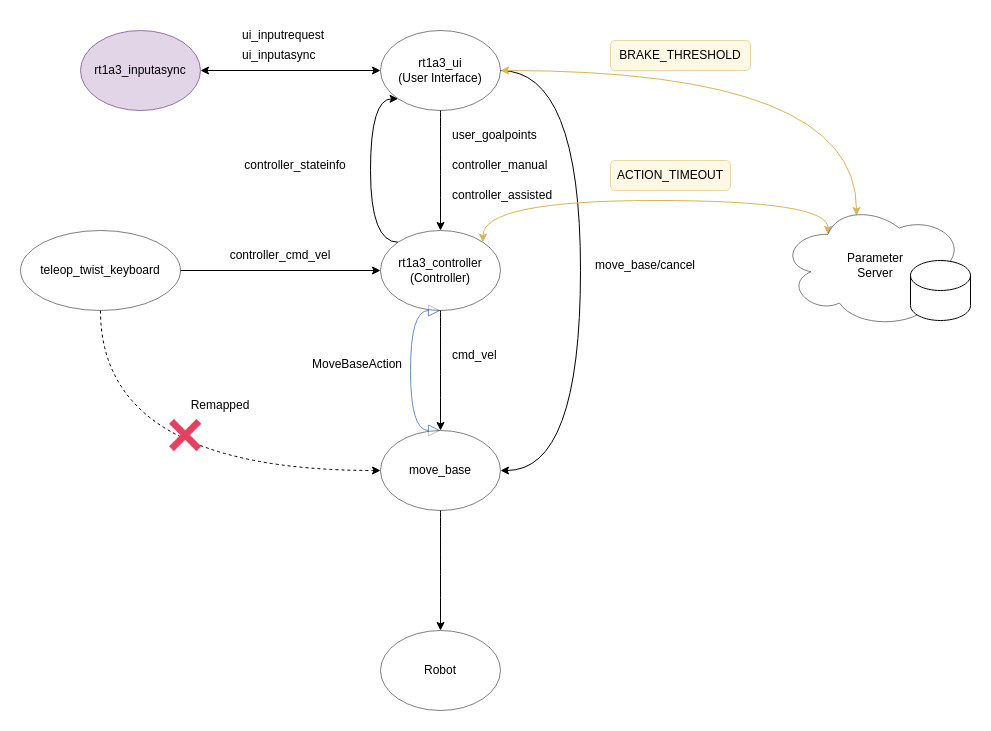 ui_inputrequest
ui_inputasync
rt1a3_inputasync
rt1a3_ui
(User Interface)
BRAKE_THRESHOLD
user_goalpoints
controller_stateinfo
controller_manual
controller_assisted
ACTION_TIMEOUT
controller_cmd_vel
teleop_twist_keyboard
rt1a3_controller
(Controller)
move_base/cancel
Parameter
Server
MoveBaseAction
cmd_vel
Remapped
move_base
Robot